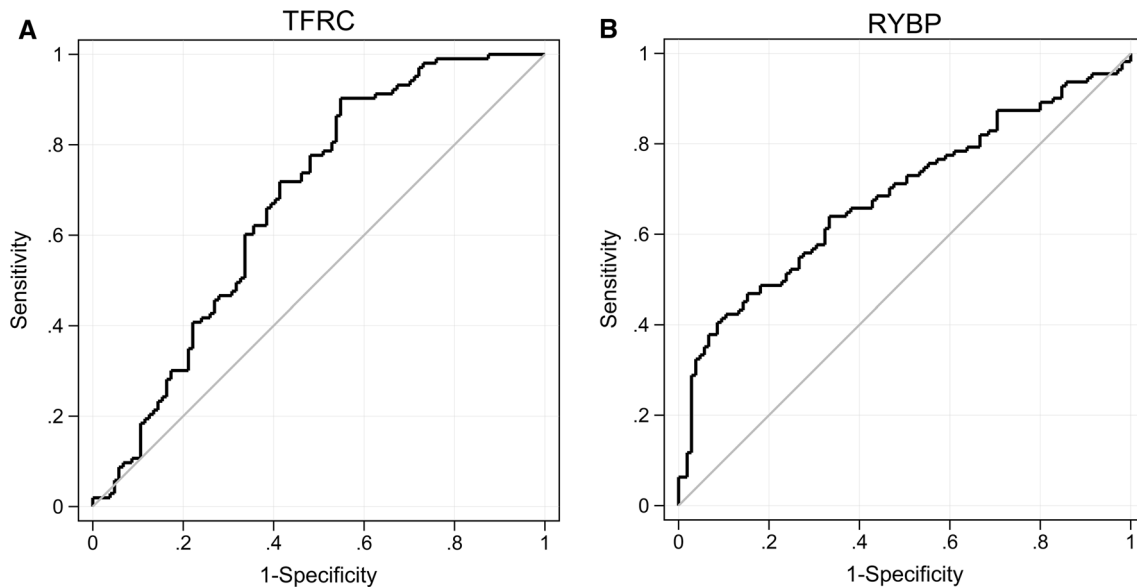 A
TFRC
Sensitivity
1
.8
.6
.4
.2
0
0 .2 .4 .6 .8 1
1-Specificity
B
RYBP
Sensitivity
1
.8
.6
.4
.2
0
0 .2 .4 .6 .8 1
1-Specificity